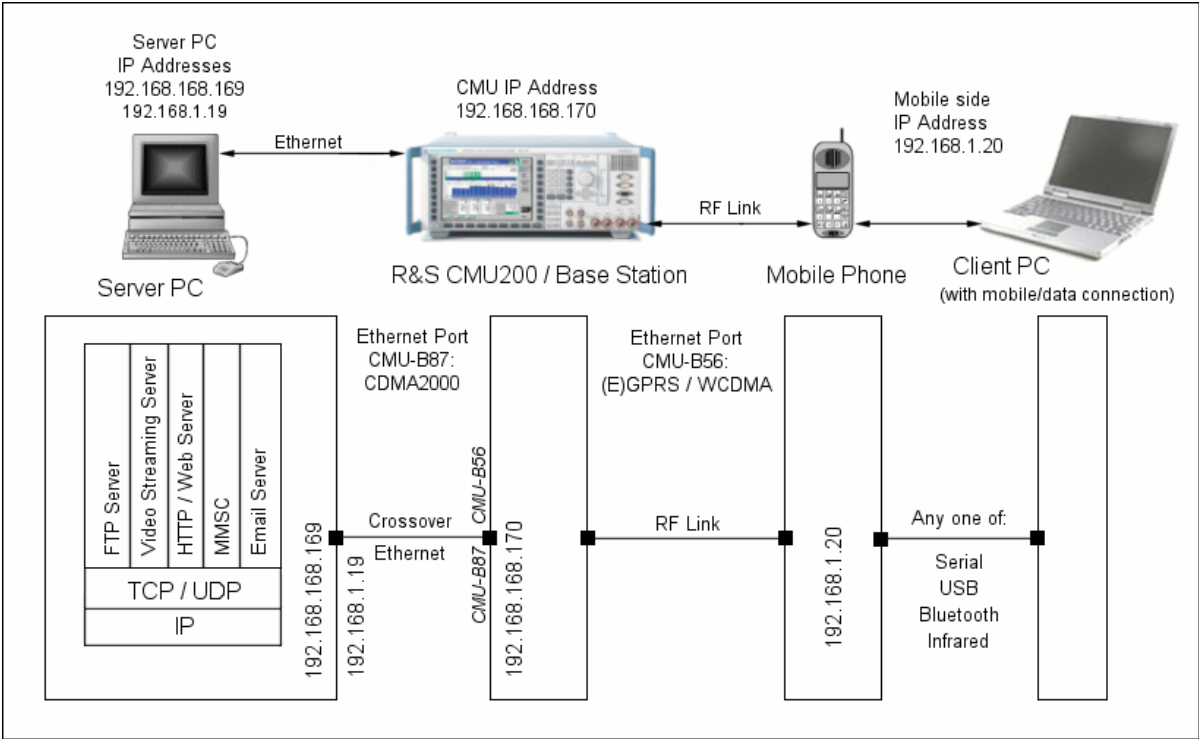 Server PC
IP Addresses
192.168.168.169
192.168.1.19
Ethernet
CMU IP Address
192.168.168.170
RF Link
Mobile side
IP Address
192.168.1.20
Server PC
R&S CMU200 / Base Station
Mobile Phone
Client PC
(with mobile/data connection)
FTP Server
Video Streaming Server
HTTP / Web Server
MMSC
Email Server
TCP / UDP
IP
192.168.168.169
192.168.1.19
Ethernet Port
CMU-B87:
CDMA2000
Crossover
Ethernet
CMU-B56
CMU-B87
192.168.168.170
Ethernet Port
CMU-B56:
(E)GPRS / WCDMA
RF Link
192.168.1.20
Any one of:
Serial
USB
Bluetooth
Infrared